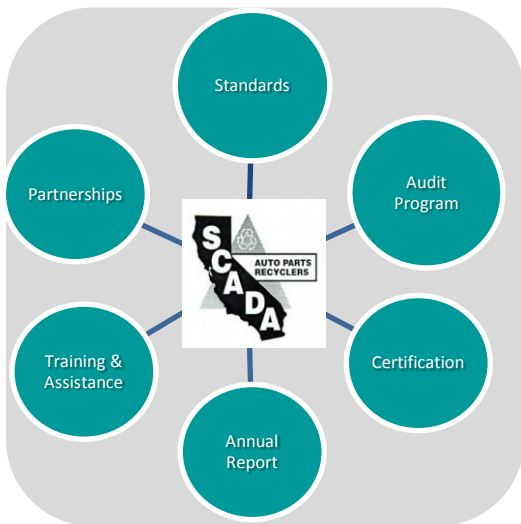 Standards
Partnerships
Audit
Program
SCADA
AUTO PARTS
RECYCLERS
Training &
Assistance
Certification
Annual
Report